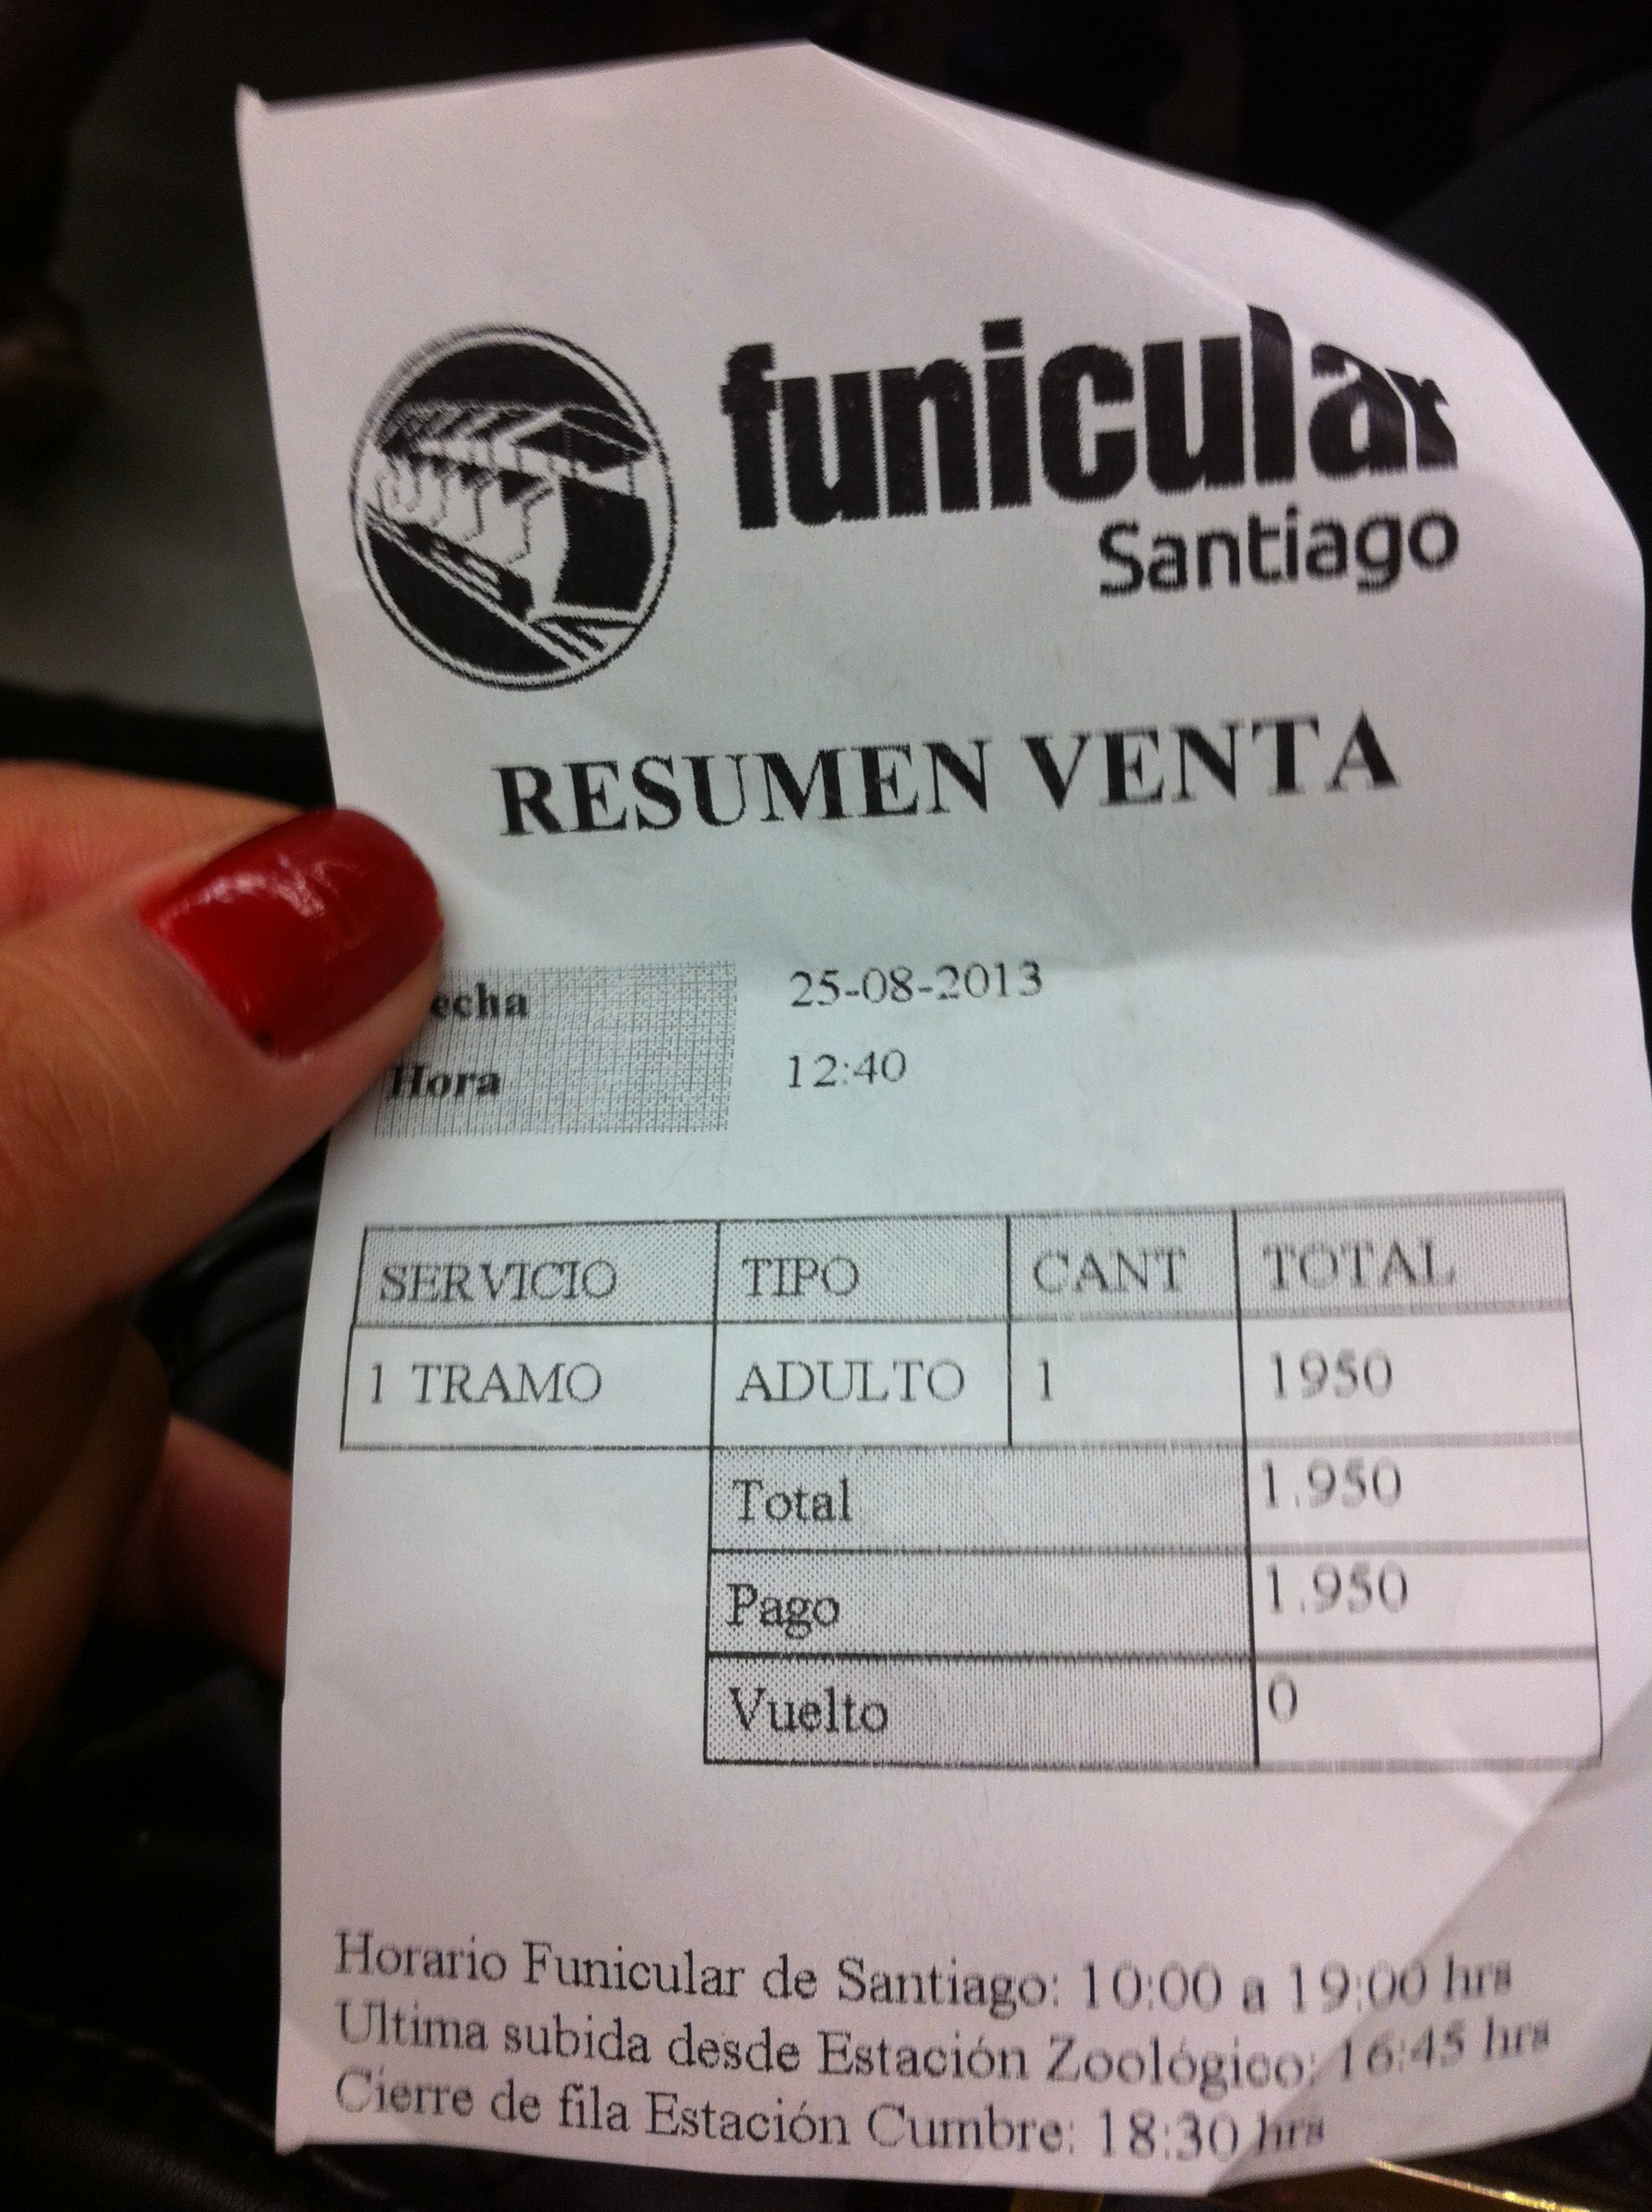 funicular
Santiago
RESUMEN VENTA
echa 25-08-2013
Hora 12:40
SERVICIO TIPO CANT TOTAL
1 TRAMO ADULTO 1 1950
Total 1.950
Pago 1.950
Vuelto 0
Horario Funicular de Santiago: 10:00 a 19:00 hrs
Ultima subida desde Estación Zoológico: 16:45 hrs
Cierre de fila Estación Cumbre: 18:30 hrs